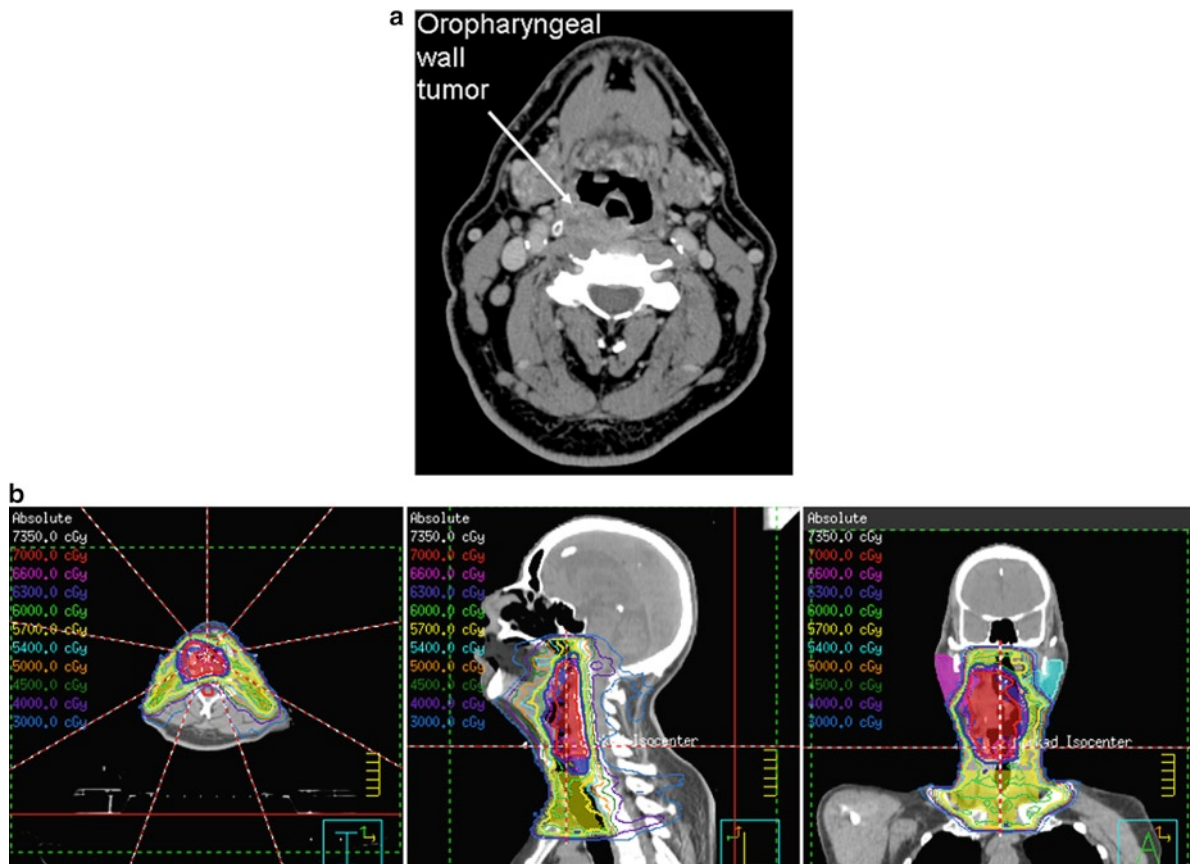 a
Oropharyngeal
wall
tumor
b
Absolute
7350.0 cGy
7000.0 cGy
6600.0 cGy
6300.0 cGy
6000.0 cGy
5700.0 cGy
5400.0 cGy
5000.0 cGy
4500.0 cGy
4000.0 cGy
3000.0 cGy
T
Absolute
7350.0 cGy
7000.0 cGy
6600.0 cGy
6300.0 cGy
6000.0 cGy
5700.0 cGy
5400.0 cGy
5000.0 cGy
4500.0 cGy
4000.0 cGy
3000.0 cGy
Isocenter
Absolute
7350.0 cGy
7000.0 cGy
6600.0 cGy
6300.0 cGy
6000.0 cGy
5700.0 cGy
5400.0 cGy
5000.0 cGy
4500.0 cGy
4000.0 cGy
3000.0 cGy
Isocenter
A